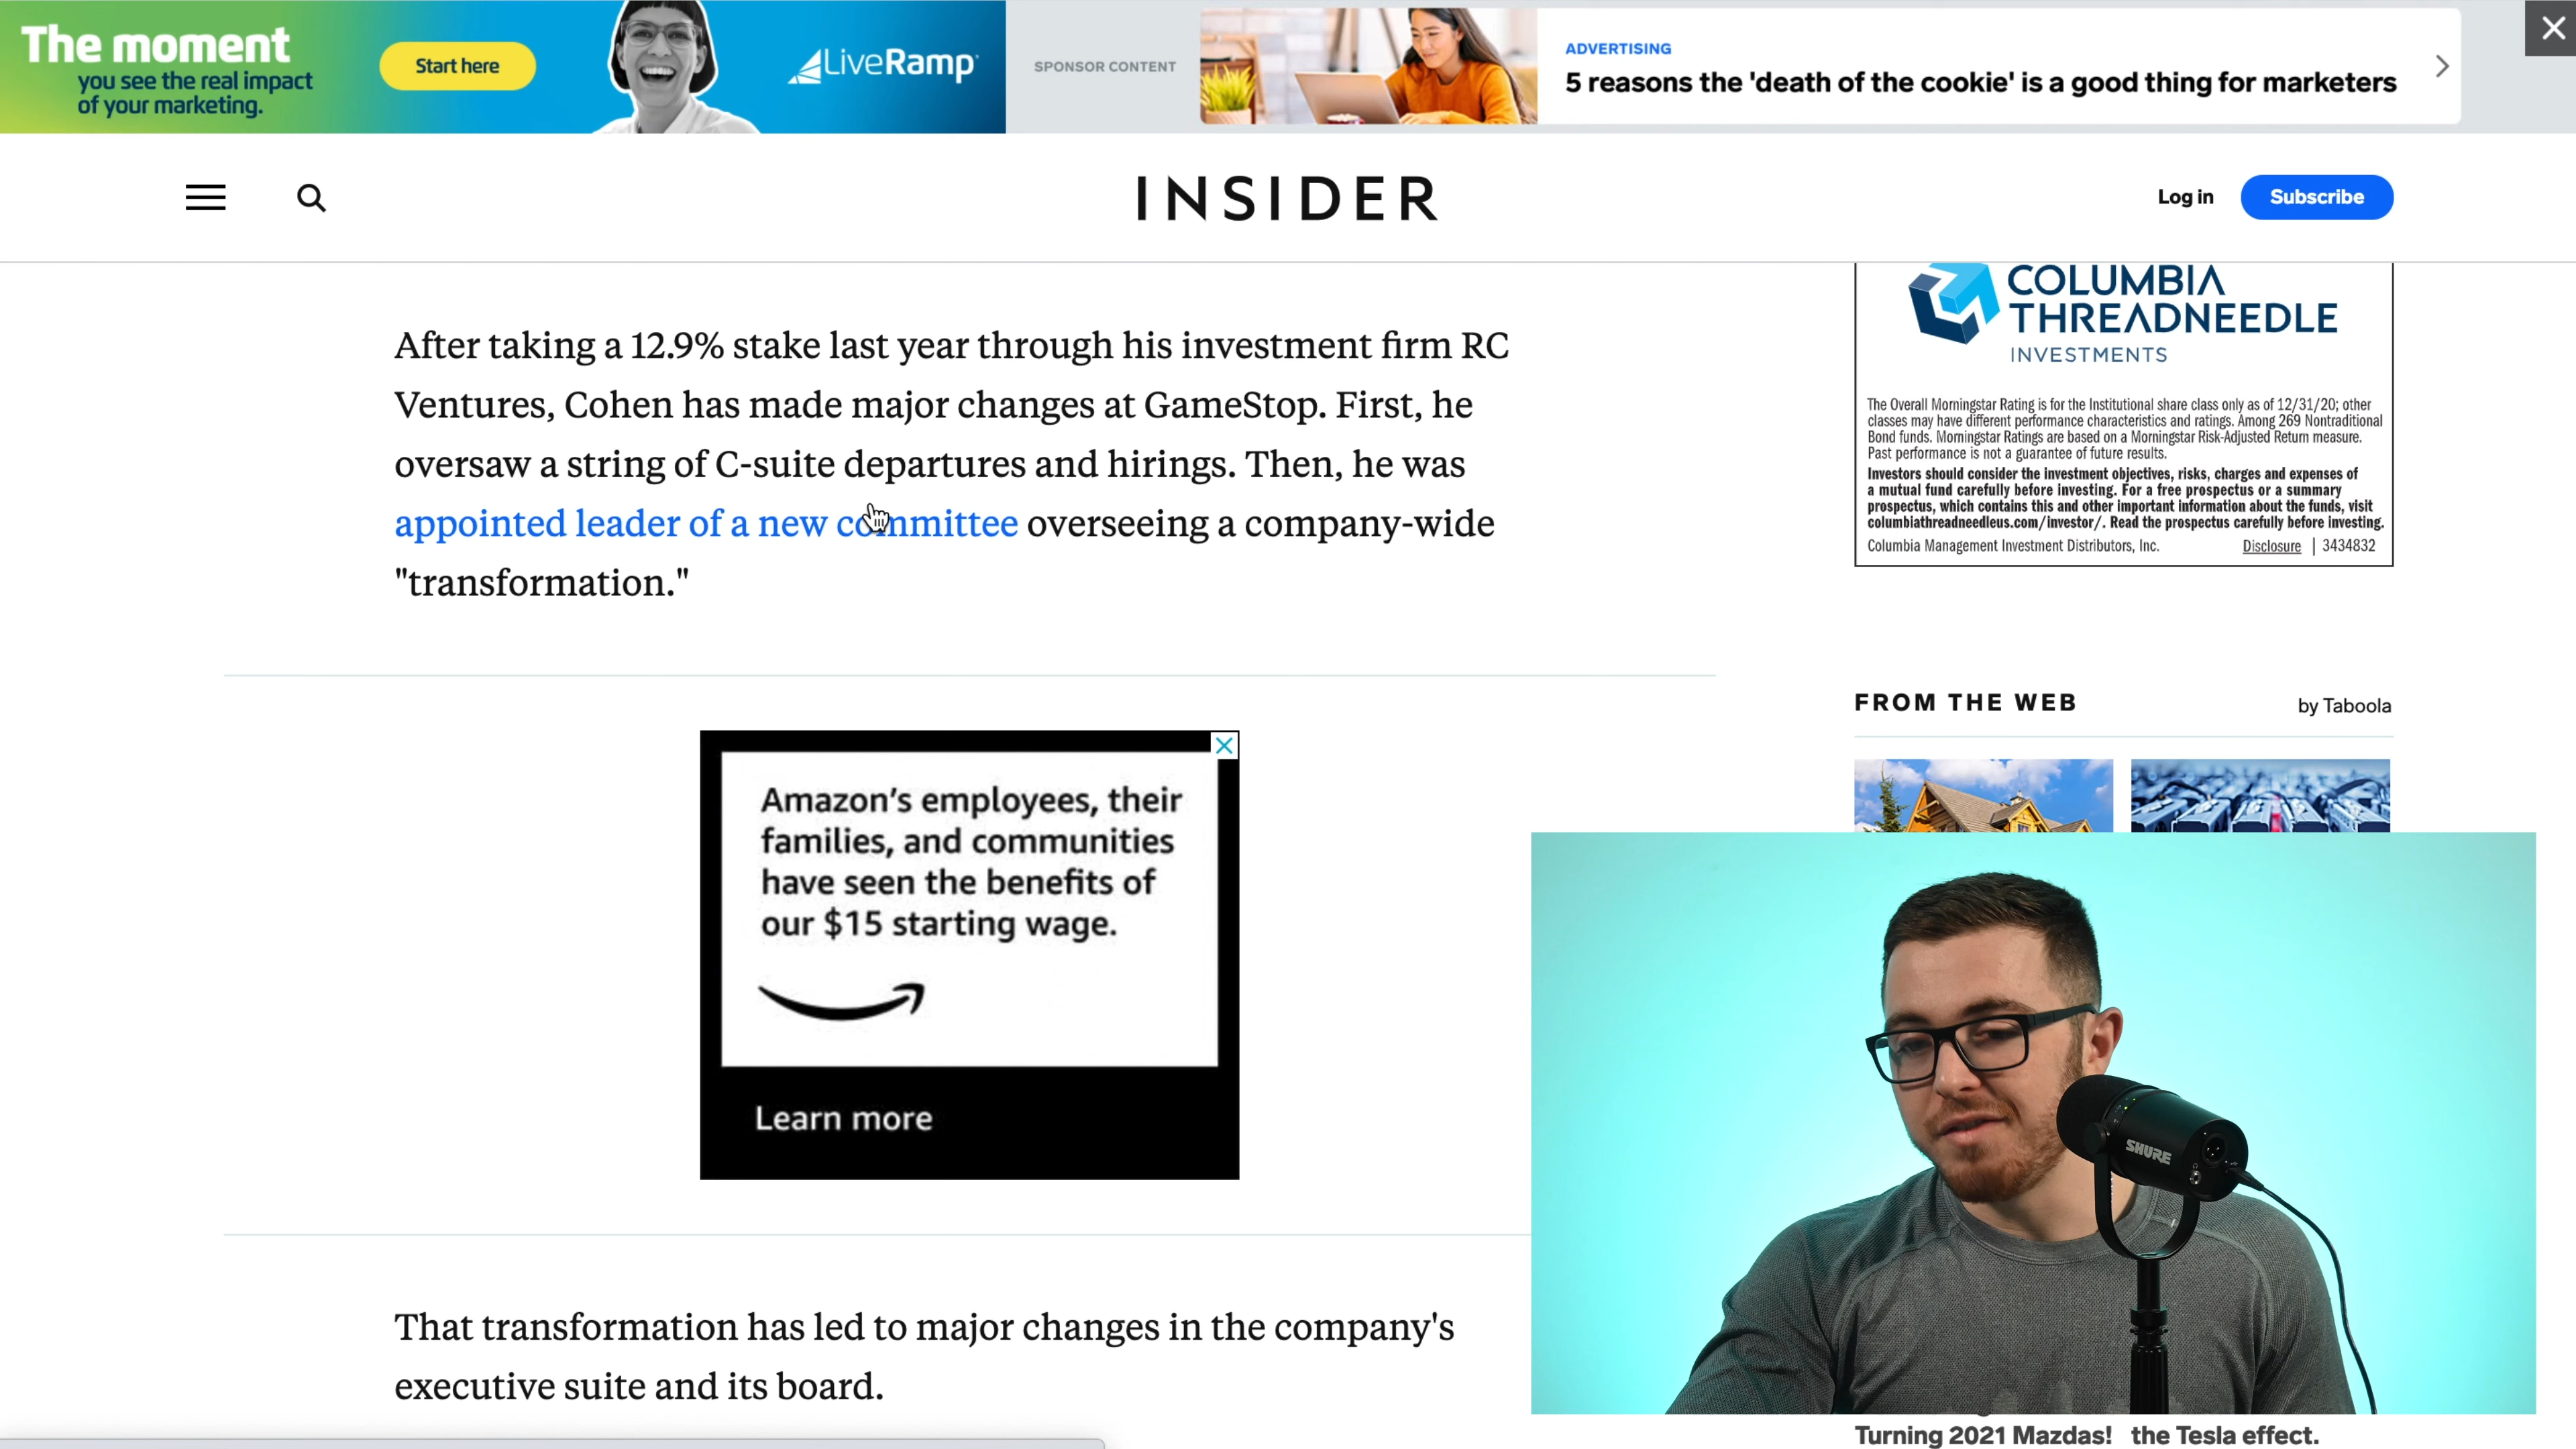 The moment
you see the real impact
of your marketing.
Start here
LiveRamp
SPONSOR CONTENT
ADVERTISING
5 reasons the 'death of the cookie' is a good thing for marketers
INSIDER
Log in
Subscribe
After taking a 12.9% stake last year through his investment firm RC
Ventures, Cohen has made major changes at GameStop. First, he
oversaw a string of C-suite departures and hirings. Then, he was
appointed leader of a new committee overseeing a company-wide
"transformation."
Amazon's employees, their
families, and communities
have seen the benefits of
our $15 starting wage.
Learn more
That transformation has led to major changes in the company's
executive suite and its board.
COLUMBIA
THREADNEEDLE
INVESTMENTS
The Overall Morningstar Rating is for the Institutional share class only as of 12/31/20; other
classes may have different performance characteristics and ratings. Among 269 Nontraditional
Bond funds. Morningstar Ratings are based on a Morningstar Risk-Adjusted Return measure.
Past performance is not a guarantee of future results.
Investors should consider the investment objectives, risks, charges and expenses of
a mutual fund carefully before investing. For a free prospectus or a summary
prospectus, which contains this and other important information about the funds, visit
columbiathreadneedleus.com/investor/. Read the prospectus carefully before investing.
Columbia Management Investment Distributors, Inc.
Disclosure | 3434832
FROM THE WEB
by Taboola
SHURE
Turning 2021 Mazdas!
the Tesla effect.